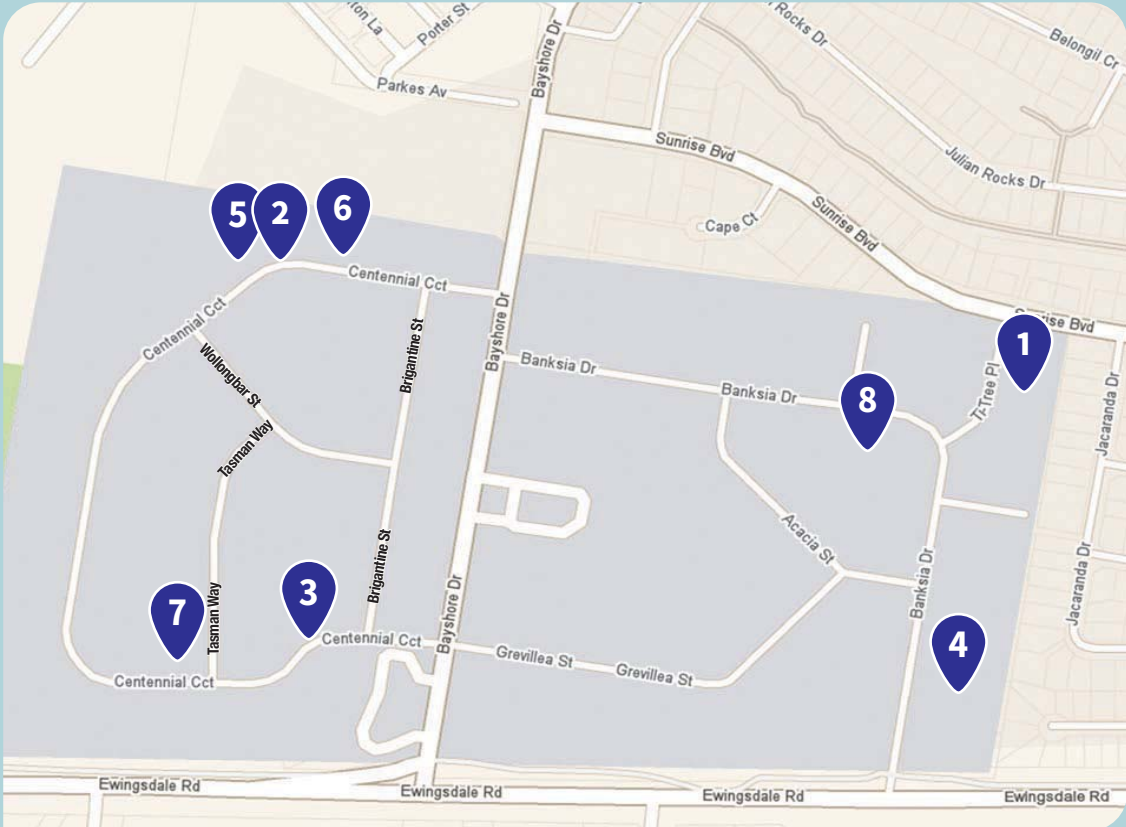 Porter St
Bayshore Dr
Rocks Dr
Belongil Cr
Parkes Av
Sunrise Bvd
Julian Rocks Dr
5
2
6
Cape Ct
Sunrise Bvd
Centennial Cct
Centennial Cct
Bayshore Dr
Sunrise Bvd
1
Wollongbar St
Brigantine St
Banksia Dr
Banksia Dr
8
Ti-Tree Pl
Jacaranda Dr
Tasman Way
Acacia St
Brigantine St
Banksia Dr
Jacaranda Dr
7
Tasman Way
3
Centennial Cct
Bayshore Dr
Grevillea St
Grevillea St
4
Centennial Cct
Ewingsdale Rd
Ewingsdale Rd
Ewingsdale Rd
Ewingsdale Rd